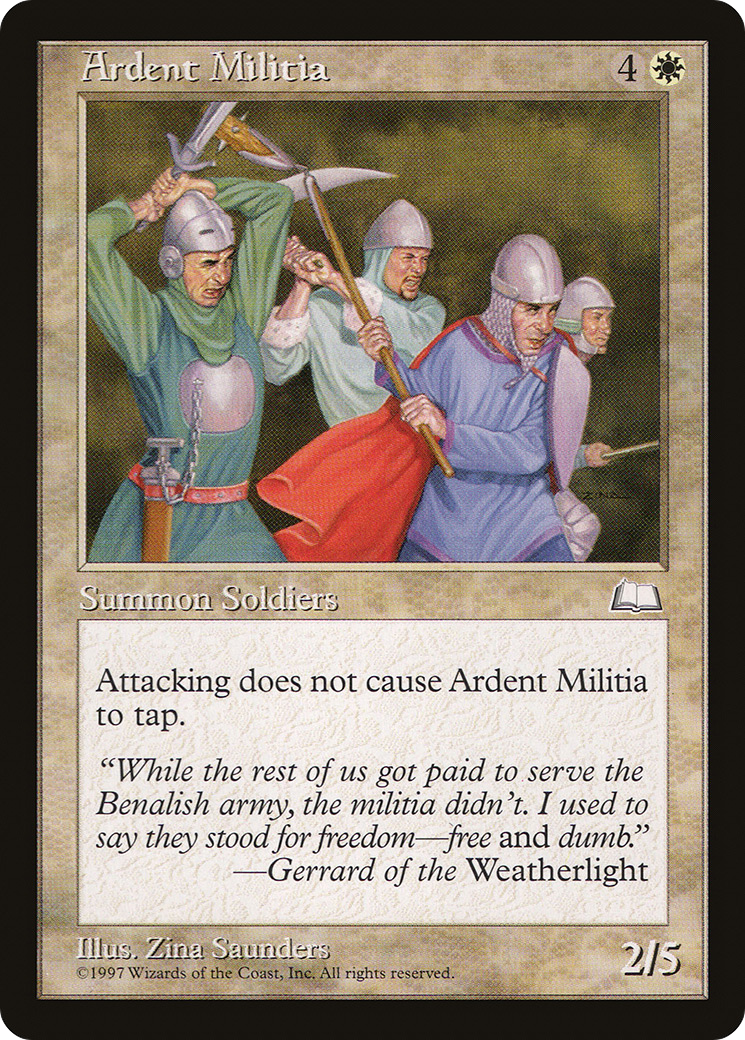 Ardent Militia 4
Summon Soldiers
Attacking does not cause Ardent Militia
to tap.
“While the rest of us got paid to serve the
Benalish army, the militia didn’t. I used to
say they stood for freedom—free and dumb.”
—Gerrard of the Weatherlight
Illus. Zina Saunders
©1997 Wizards of the Coast, Inc. All rights reserved.
2/5